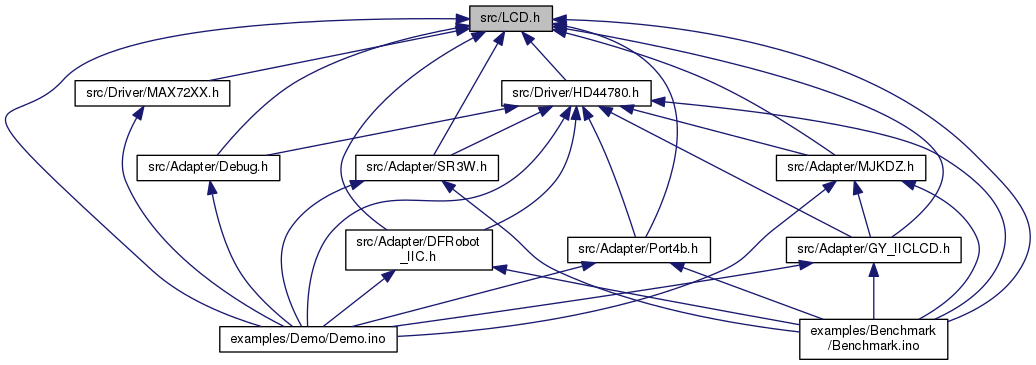 src/LCD.h
src/Driver/MAX72XX.h
src/Driver/HD44780.h
src/Adapter/Debug.h
src/Adapter/SR3W.h
src/Adapter/MJKDZ.h
src/Adapter/DFRobot
_IIC.h
src/Adapter/Port4b.h
src/Adapter/GY_IICLCD.h
examples/Demo/Demo.ino
examples/Benchmark
/Benchmark.ino